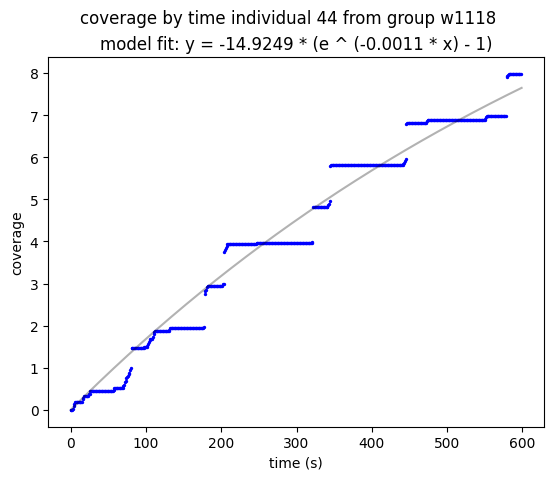 coverage by time individual 44 from group w1118
model fit: y = -14.9249 * (e ^ (-0.0011 * x) - 1)
8
7
6
5
4
3
2
1
0
coverage
0 100 200 300 400 500 600
time (s)